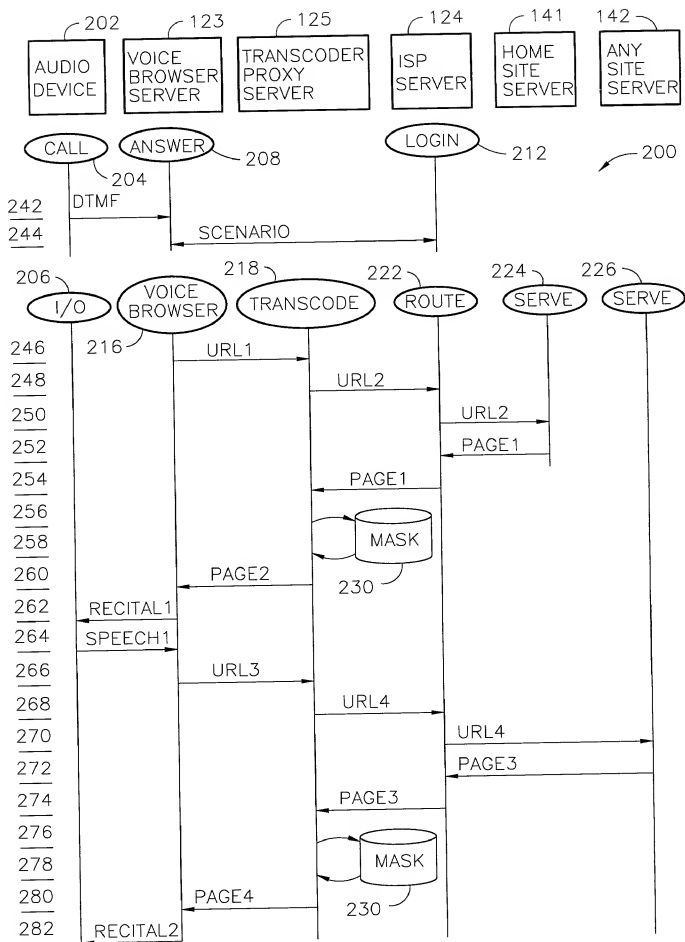 202 123 125 124 141 142
AUDIO DEVICE
VOICE BROWSER SERVER
TRANSCODER PROXY SERVER
ISP SERVER
HOME SITE SERVER
ANY SITE SERVER
CALL 204 ANSWER 208 LOGIN 212 200
242 DTMF
244 SCENARIO
206 218 222 224 226
I/O VOICE BROWSER TRANSCODE ROUTE SERVE SERVE
216
246 URL1
248 URL2
250 URL2
252 PAGE1
254 PAGE1
256
258 MASK
230
260 PAGE2
262 RECITAL1
264 SPEECH1
266 URL3
268 URL4
270 URL4
272 PAGE3
274 PAGE3
276
278 MASK
230
280 PAGE4
282 RECITAL2